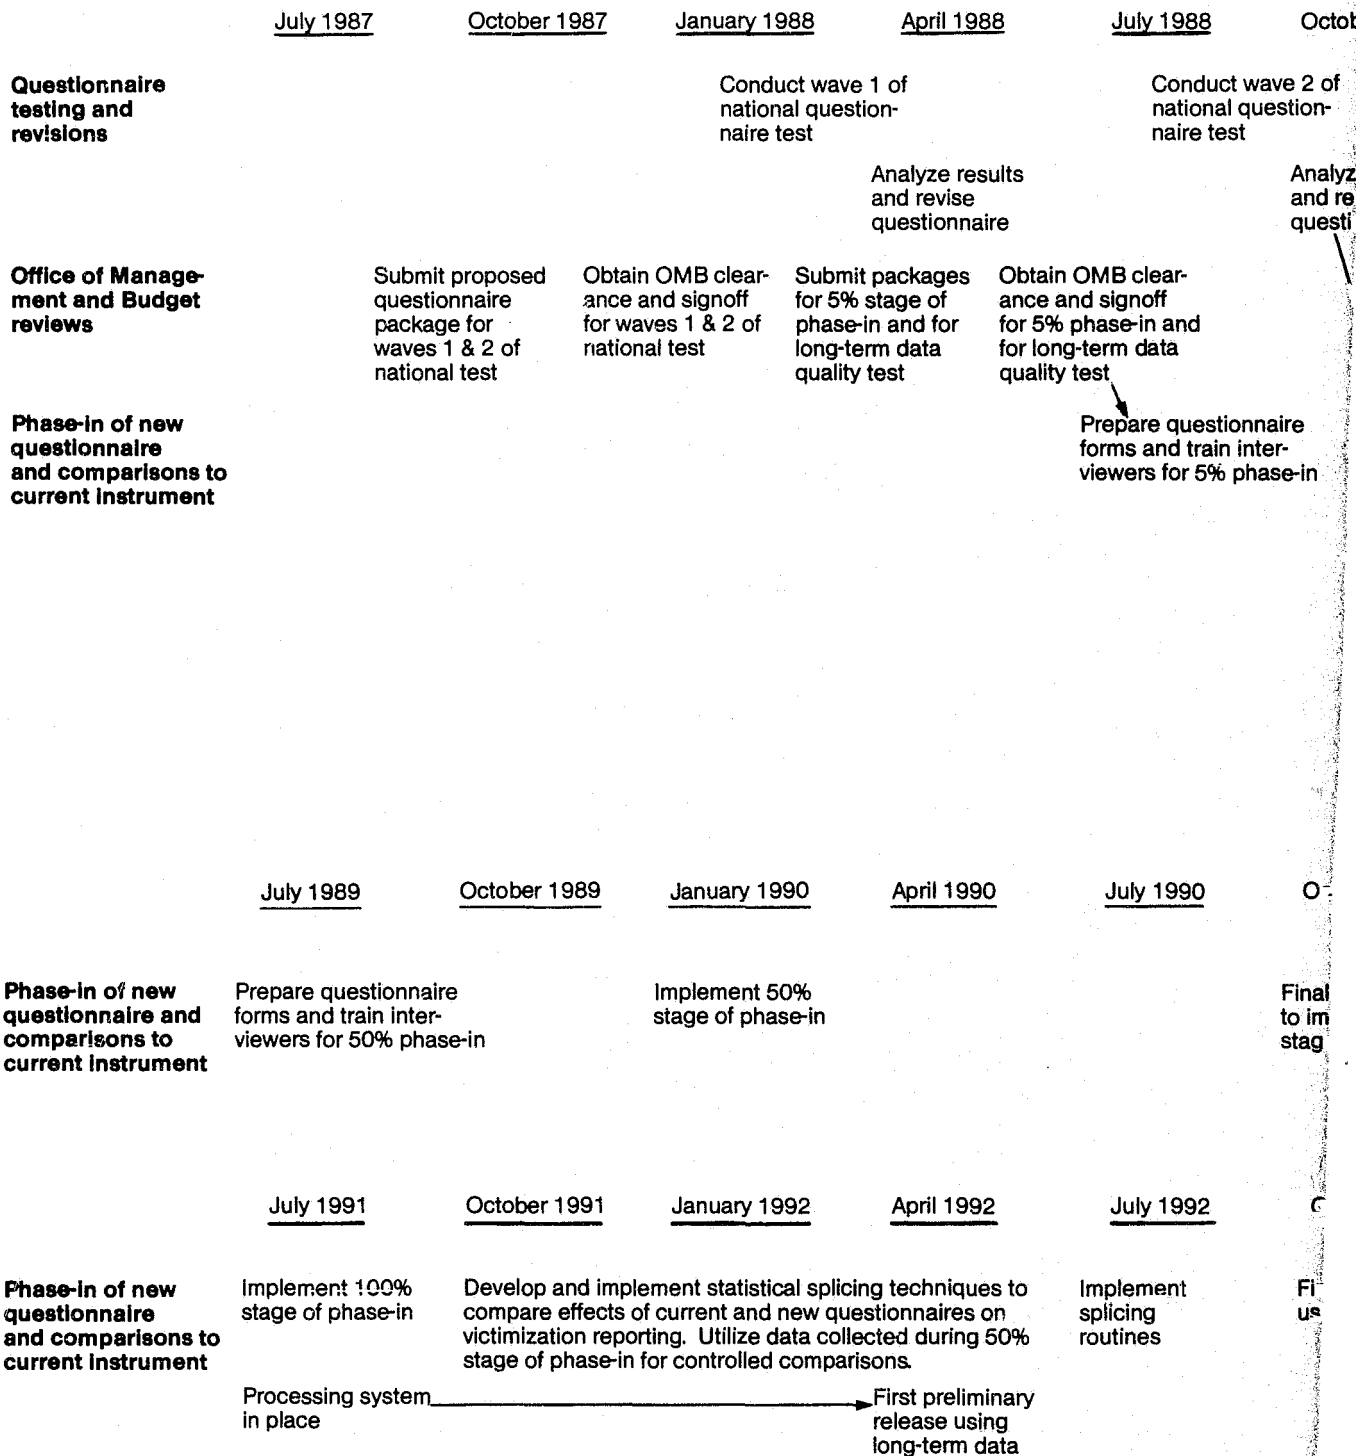 July 1987 October 1987 January 1988 April 1988 July 1988
Questionnaire
testing and
revisions
Conduct wave 1 of
national question-
naire test
Conduct wave 2 of
national question-
naire test
Analyze results
and revise
questionnaire
Analyz
and re
questi
Office of Manage-
ment and Budget
reviews
Submit proposed
questionnaire
package for
waves 1 & 2 of
national test
Obtain OMB clear-
ance and signoff
for waves 1 & 2 of
national test
Submit packages
for 5% stage of
phase-in and for
long-term data
quality test
Obtain OMB clear-
ance and signoff
for 5% phase-in and
for long-term data
quality test
Phase-in of new
questionnaire
and comparisons to
current instrument
Prepare questionnaire
forms and train inter-
viewers for 5% phase-in
July 1989 October 1989 January 1990 April 1990 July 1990
Phase-in of new
questionnaire and
comparisons to
current instrument
Prepare questionnaire
forms and train inter-
viewers for 50% phase-in
Implement 50%
stage of phase-in
Final
to im
stag
July 1991 October 1991 January 1992 April 1992 July 1992
Phase-in of new
questionnaire
and comparisons to
current instrument
Implement 100%
stage of phase-in
Develop and implement statistical splicing techniques to
compare effects of current and new questionnaires on
victimization reporting. Utilize data collected during 50%
stage of phase-in for controlled comparisons.
Implement
splicing
routines
Fi
us
Processing system
in place
First preliminary
release using
long-term data